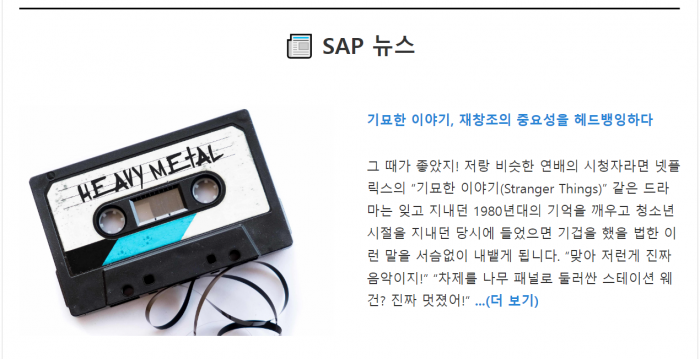 SAP 뉴스
HEAVY METAL
기묘한 이야기, 재창조의 중요성을 헤드뱅잉하다
그 때가 좋았지! 저랑 비슷한 연배의 시청자라면 넷플
릭스의 “기묘한 이야기(Stranger Things)” 같은 드라
마는 잊고 지내던 1980년대의 기억을 깨우고 청소년
시절을 지내던 당시에 들었으면 기겁을 했을 법한 이
런 말을 서슴없이 내뱉게 됩니다. “맞아 저런게 진짜
음악이지!” “차제를 나무 패널로 둘러싼 스테이션 웨
건? 진짜 멋졌어!” ...(더 보기)